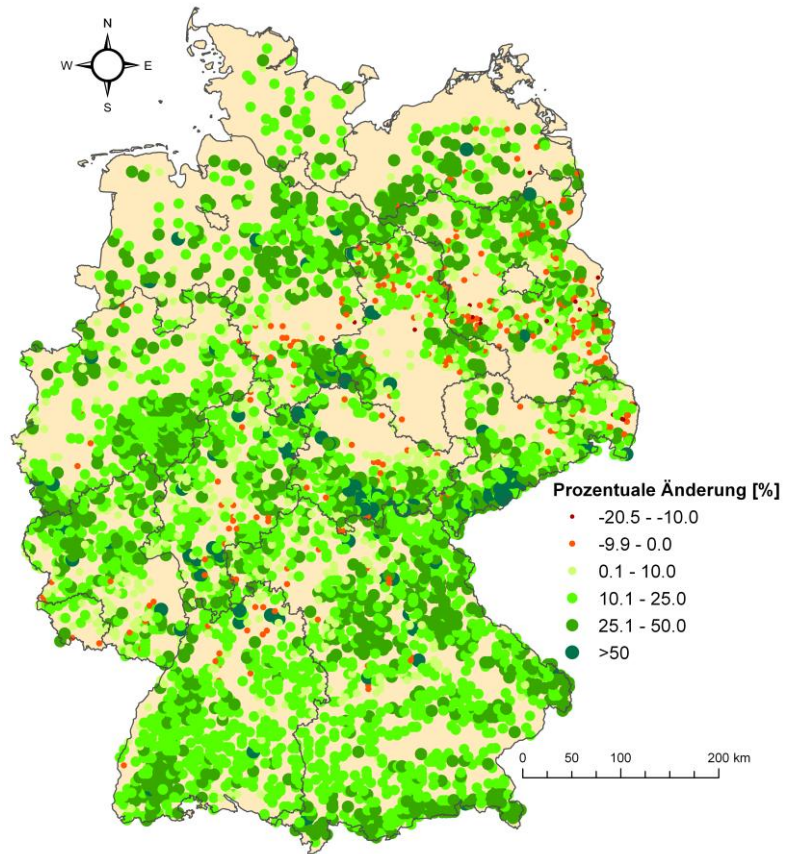 N
W E
S
Prozentuale Änderung [%]
-20.5 - -10.0
-9.9 - 0.0
0.1 - 10.0
10.1 - 25.0
25.1 - 50.0
>50
0 50 100 200 km